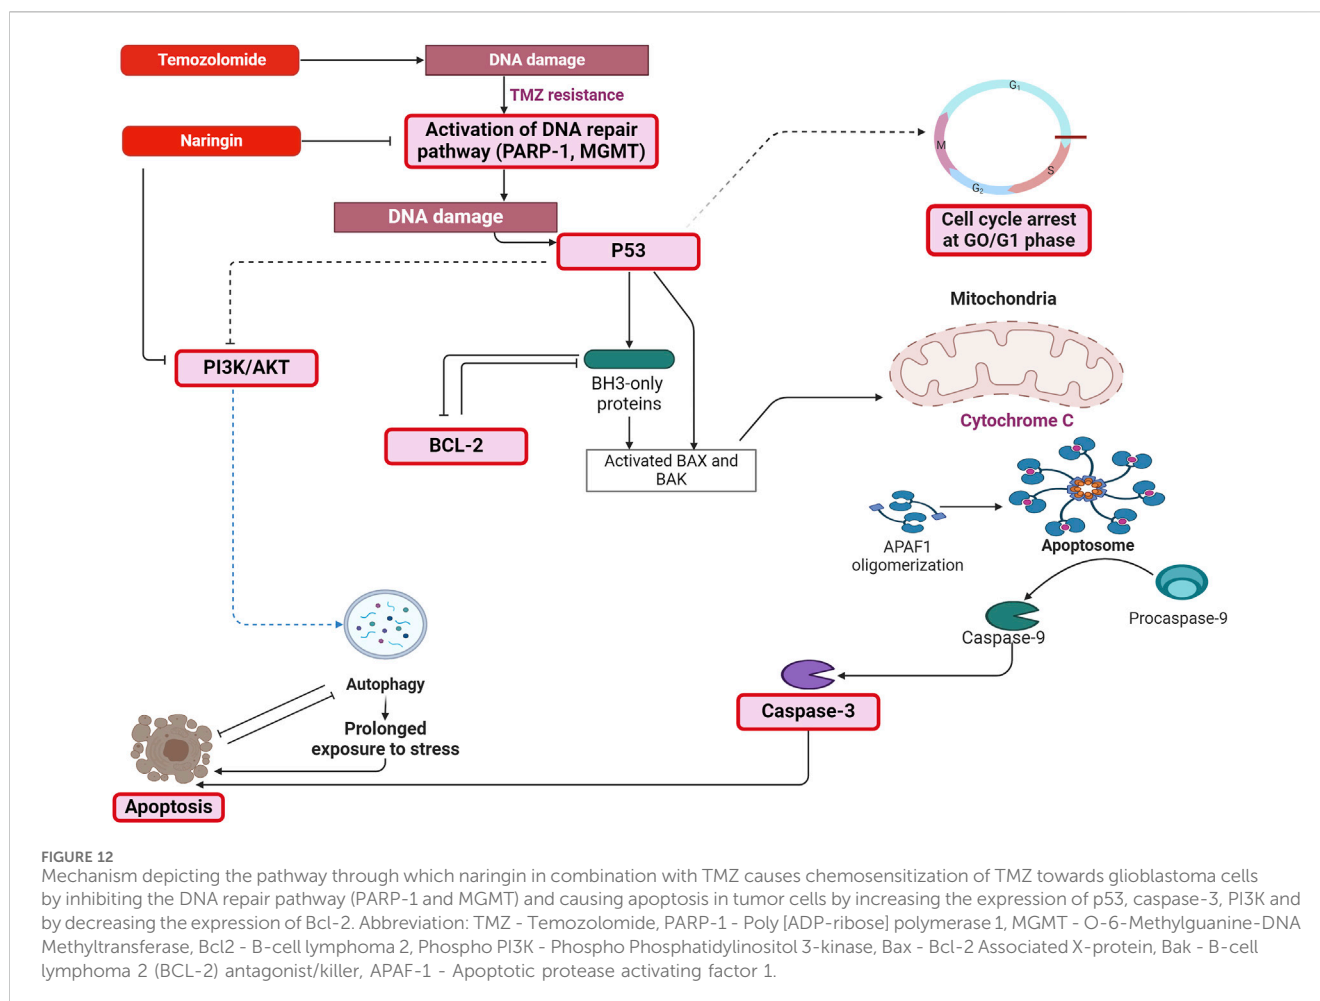 Temozolomide
DNA damage
TMZ resistance
Naringin
Activation of DNA repair
pathway (PARP-1, MGMT)
DNA damage
P53
G₁
M
S
G₂
Cell cycle arrest
at GO/G1 phase
PI3K/AKT
BH3-only
proteins
BCL-2
Activated BAX and
BAK
Mitochondria
Cytochrome C
APAF1
oligomerization
Apoptosome
Procaspase-9
Caspase-9
Caspase-3
Autophagy
Prolonged
exposure to stress
Apoptosis
FIGURE 12
Mechanism depicting the pathway through which naringin in combination with TMZ causes chemosensitization of TMZ towards glioblastoma cells
by inhibiting the DNA repair pathway (PARP-1 and MGMT) and causing apoptosis in tumor cells by increasing the expression of p53, caspase-3, PI3K and
by decreasing the expression of Bcl-2. Abbreviation: TMZ - Temozolomide, PARP-1 - Poly [ADP-ribose] polymerase 1, MGMT - O-6-Methylguanine-DNA
Methyltransferase, Bcl2 - B-cell lymphoma 2, Phospho PI3K - Phospho Phosphatidylinositol 3-kinase, Bax - Bcl-2 Associated X-protein, Bak - B-cell
lymphoma 2 (BCL-2) antagonist/killer, APAF-1 - Apoptotic protease activating factor 1.